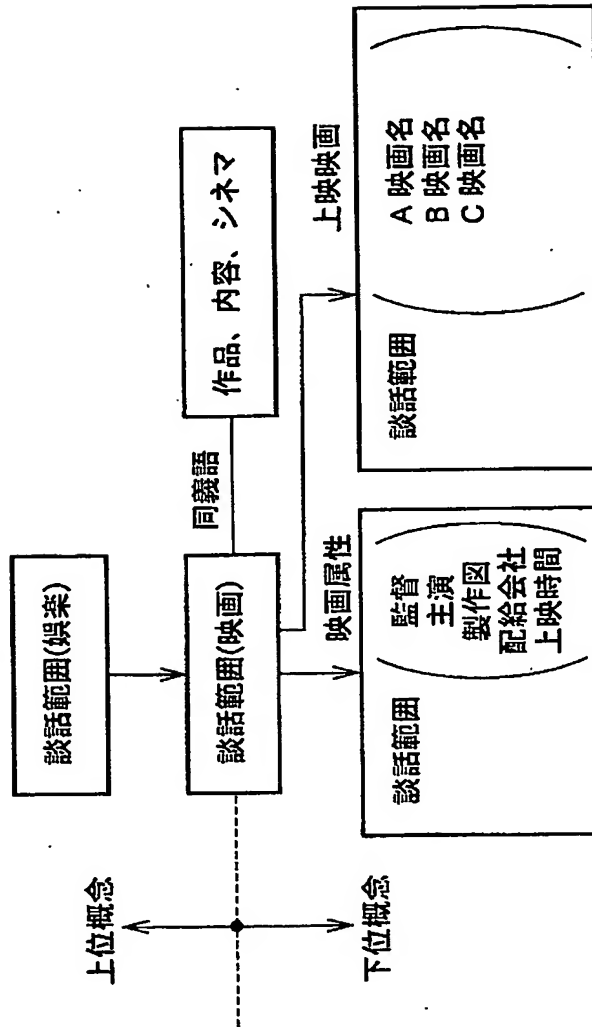 談話範囲(娯楽)
上位概念
談話範囲(映画)
同義語
作品、内容、シネマ
下位概念
映画属性
談話範囲
監督
主演
製作図
配給会社
上映時間
上映映画
談話範囲
A 映画名
B 映画名
C 映画名